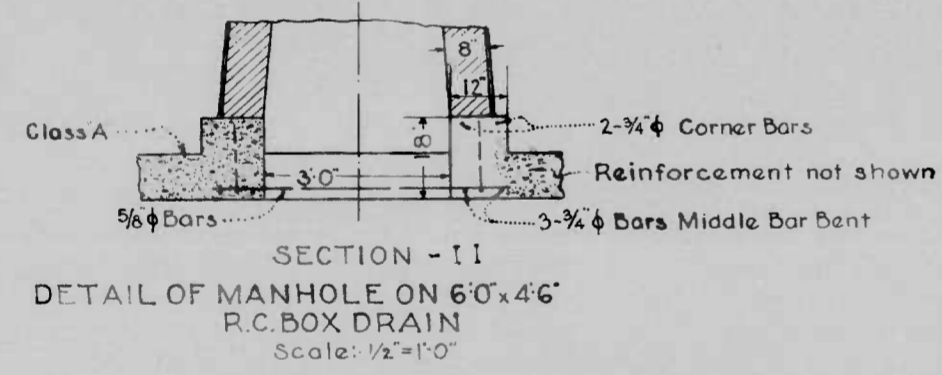 8"
12"
Class A
18"
2-3/4"ϕ Corner Bars
3'-0"
Reinforcement not shown
5/8"ϕ Bars
3-3/4"ϕ Bars Middle Bar Bent
SECTION - II
DETAIL OF MANHOLE ON 6'-0" x 4'-6"
R.C. BOX DRAIN
Scale: 1/2" = 1'-0"